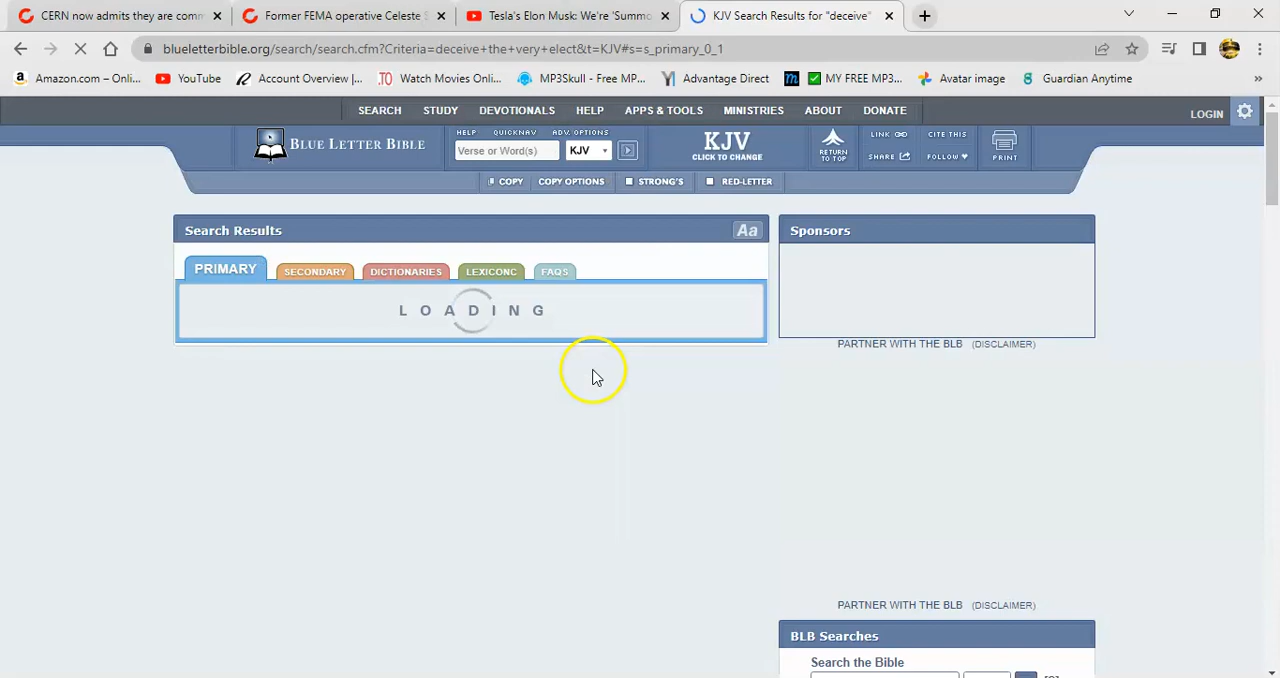 CERN now admits they are comm
Former FEMA operative Celeste S
Tesla's Elon Musk: We're 'Summo
KJV Search Results for "deceive"
blueletterbible.org/search/search.cfm?Criteria=deceive+the+very+elect&t=KJV#s=s_primary_0_1
Amazon.com – Onli...
YouTube
Account Overview |...
Watch Movies Onli...
MP3Skull - Free MP...
Advantage Direct
MY FREE MP3...
Avatar image
Guardian Anytime
SEARCH STUDY DEVOTIONALS HELP APPS & TOOLS MINISTRIES ABOUT DONATE
LOGIN
BLUE LETTER BIBLE
HELP QUICKNAV ADV. OPTIONS
Verse or Word(s)
KJV
KJV
CLICK TO CHANGE
RETURN
TO TOP
LINK
CITE THIS
SHARE
FOLLOW
PRINT
COPY COPY OPTIONS STRONG'S RED-LETTER
Search Results
Aa
PRIMARY SECONDARY DICTIONARIES LEXICONC FAQS
LOADING
Sponsors
PARTNER WITH THE BLB (DISCLAIMER)
PARTNER WITH THE BLB (DISCLAIMER)
BLB Searches
Search the Bible